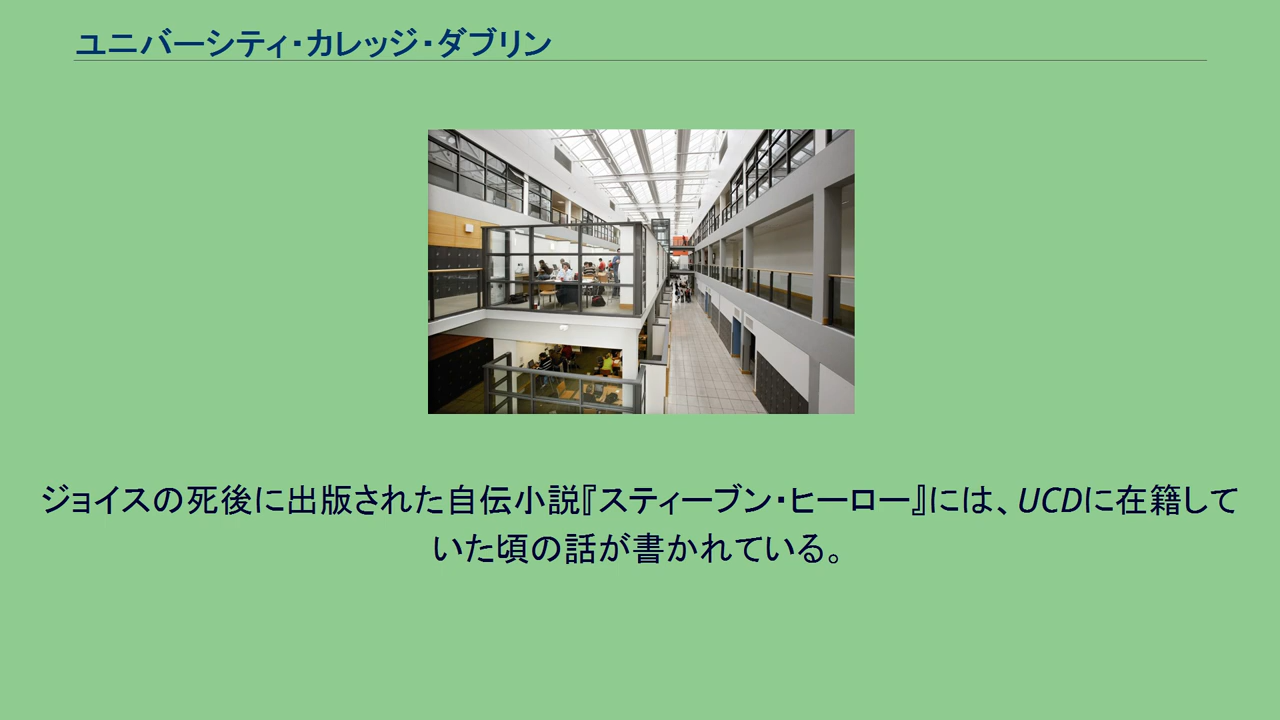 ユニバーシティ・カレッジ・ダブリン
ジョイスの死後に出版された自伝小説『スティーブン・ヒーロー』には、UCDに在籍して
いた頃の話が書かれている。